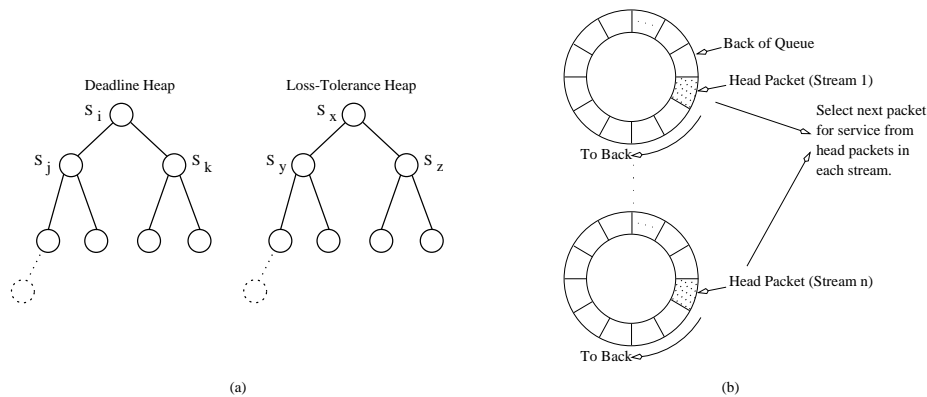 Deadline Heap
S i
S j
S k
Loss-Tolerance Heap
S x
S y
S z
(a)
Back of Queue
Head Packet (Stream 1)
To Back
Select next packet
for service from
head packets in
each stream.
Head Packet (Stream n)
To Back
(b)